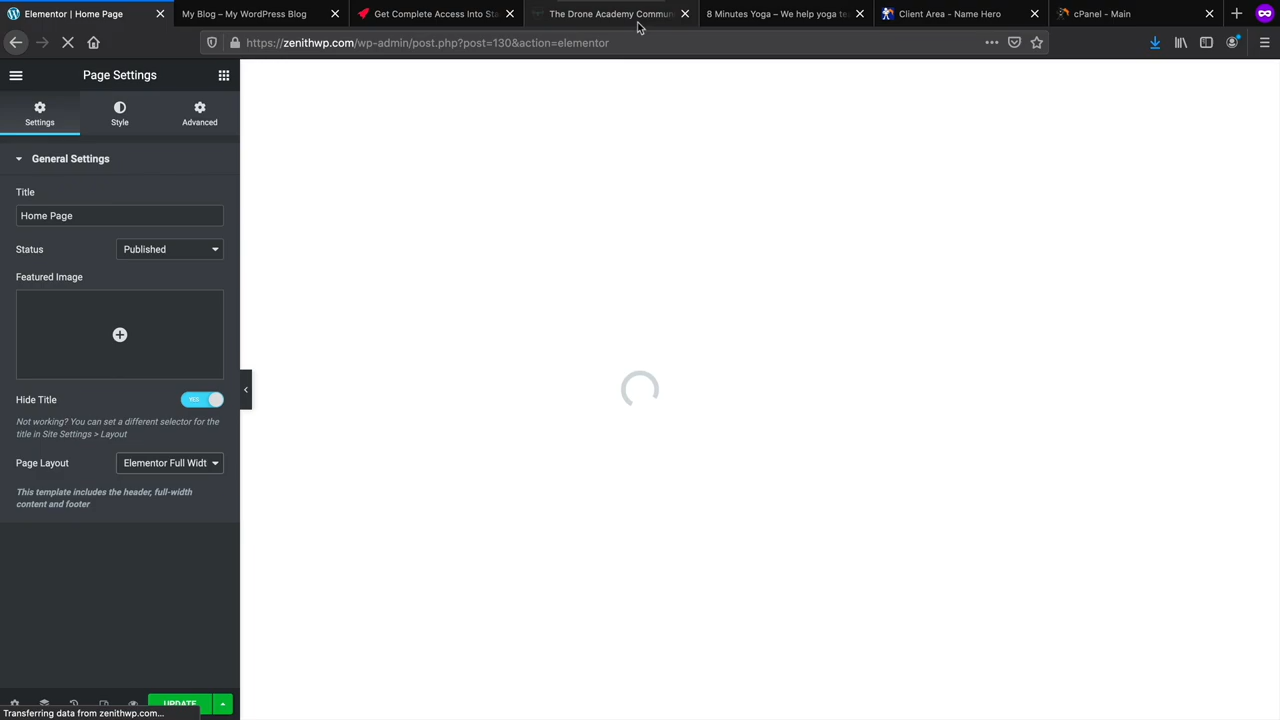 Elementor | Home Page
My Blog – My WordPress Blog
Get Complete Access Into Sta
The Drone Academy Commun
8 Minutes Yoga – We help yoga te
Client Area - Name Hero
cPanel - Main
https://zenithwp.com/wp-admin/post.php?post=130&action=elementor
Page Settings
Settings
Style
Advanced
General Settings
Title
Home Page
Status
Published
Featured Image
Hide Title
YES
Not working? You can set a different selector for the
title in Site Settings > Layout
Page Layout
Elementor Full Widt
This template includes the header, full-width
content and footer
UPDATE
Transferring data from zenithwp.com...